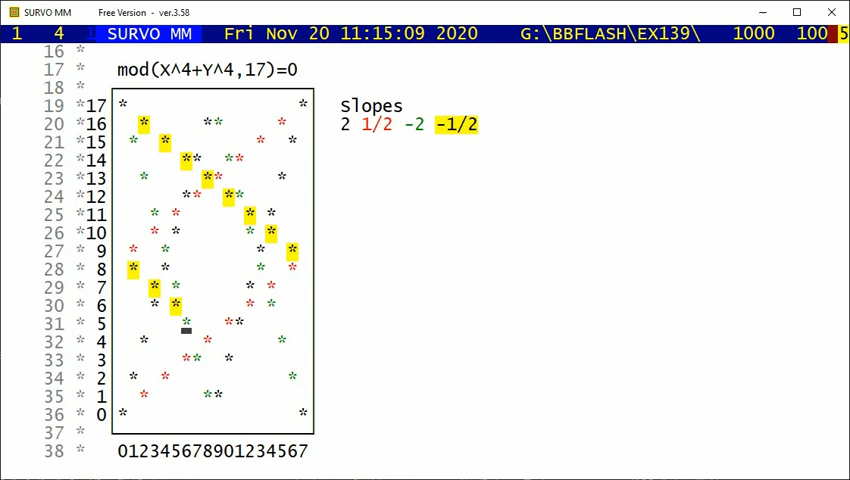 SURVO MM   Free Version - ver.3.58
1   4   1 SURVO MM  Fri Nov 20 11:15:09 2020    G:\BBFLASH\EX139\   1000  100 5
16 *
17 *   mod(X^4+Y^4,17)=0
18 *
19 *17 *                *   Slopes
20 *16   *     **     *     2 1/2 -2 -1/2
21 *15  *  *        *  *
22 *14       **  **
23 *13   *     **     *
24 *12       **  **
25 *11    * *      * *
26 *10    * *      * *
27 * 9  *  *        *  *
28 * 8  *  *        *  *
29 * 7    * *      * *
30 * 6    * *      * *
31 * 5       *   **
32 * 4   *     *      *
33 * 3       **  *
34 * 2  *  *           *
35 * 1   *     **
36 * 0 *                *
37 *
38 *   012345678901234567